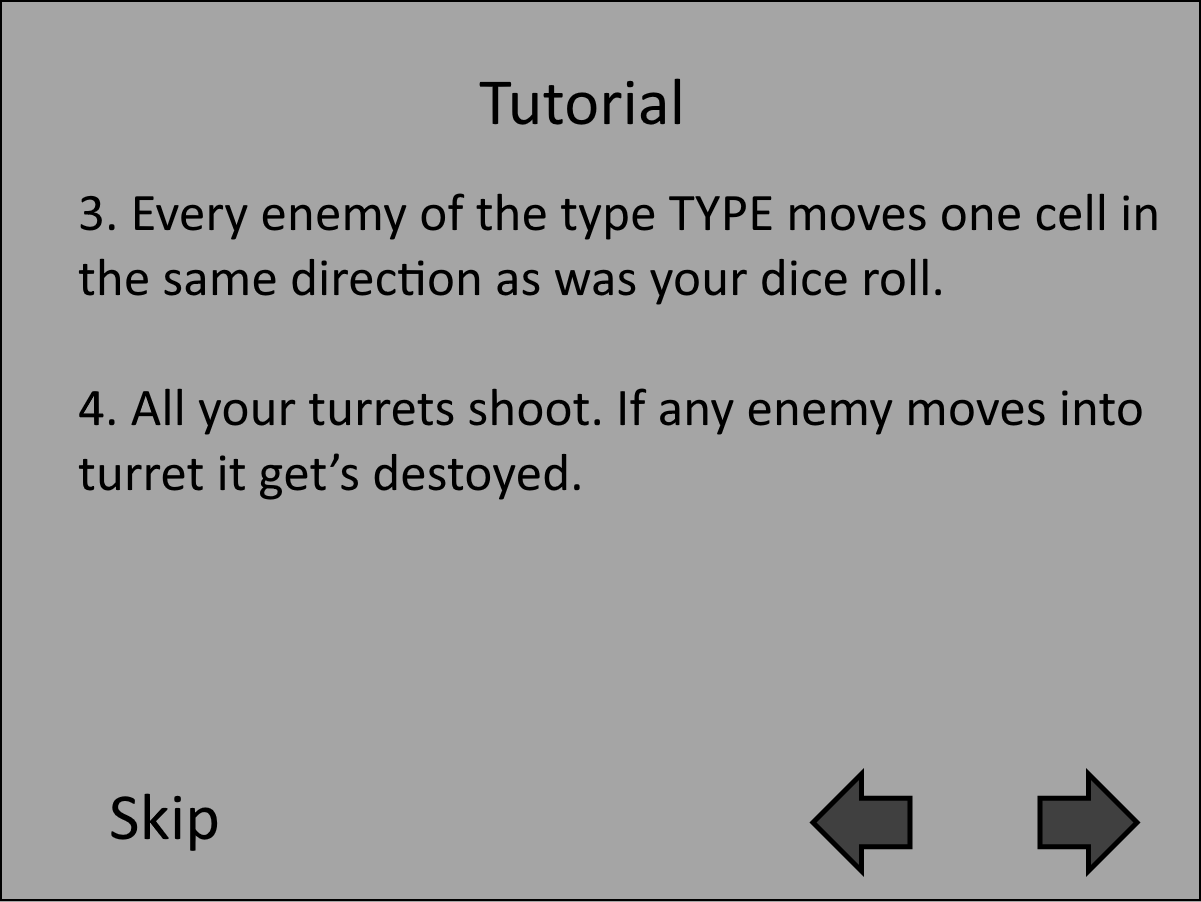 Tutorial
3. Every enemy of the type TYPE moves one cell in
the same direction as was your dice roll.
4. All your turrets shoot. If any enemy moves into
turret it get’s destoyed.
Skip